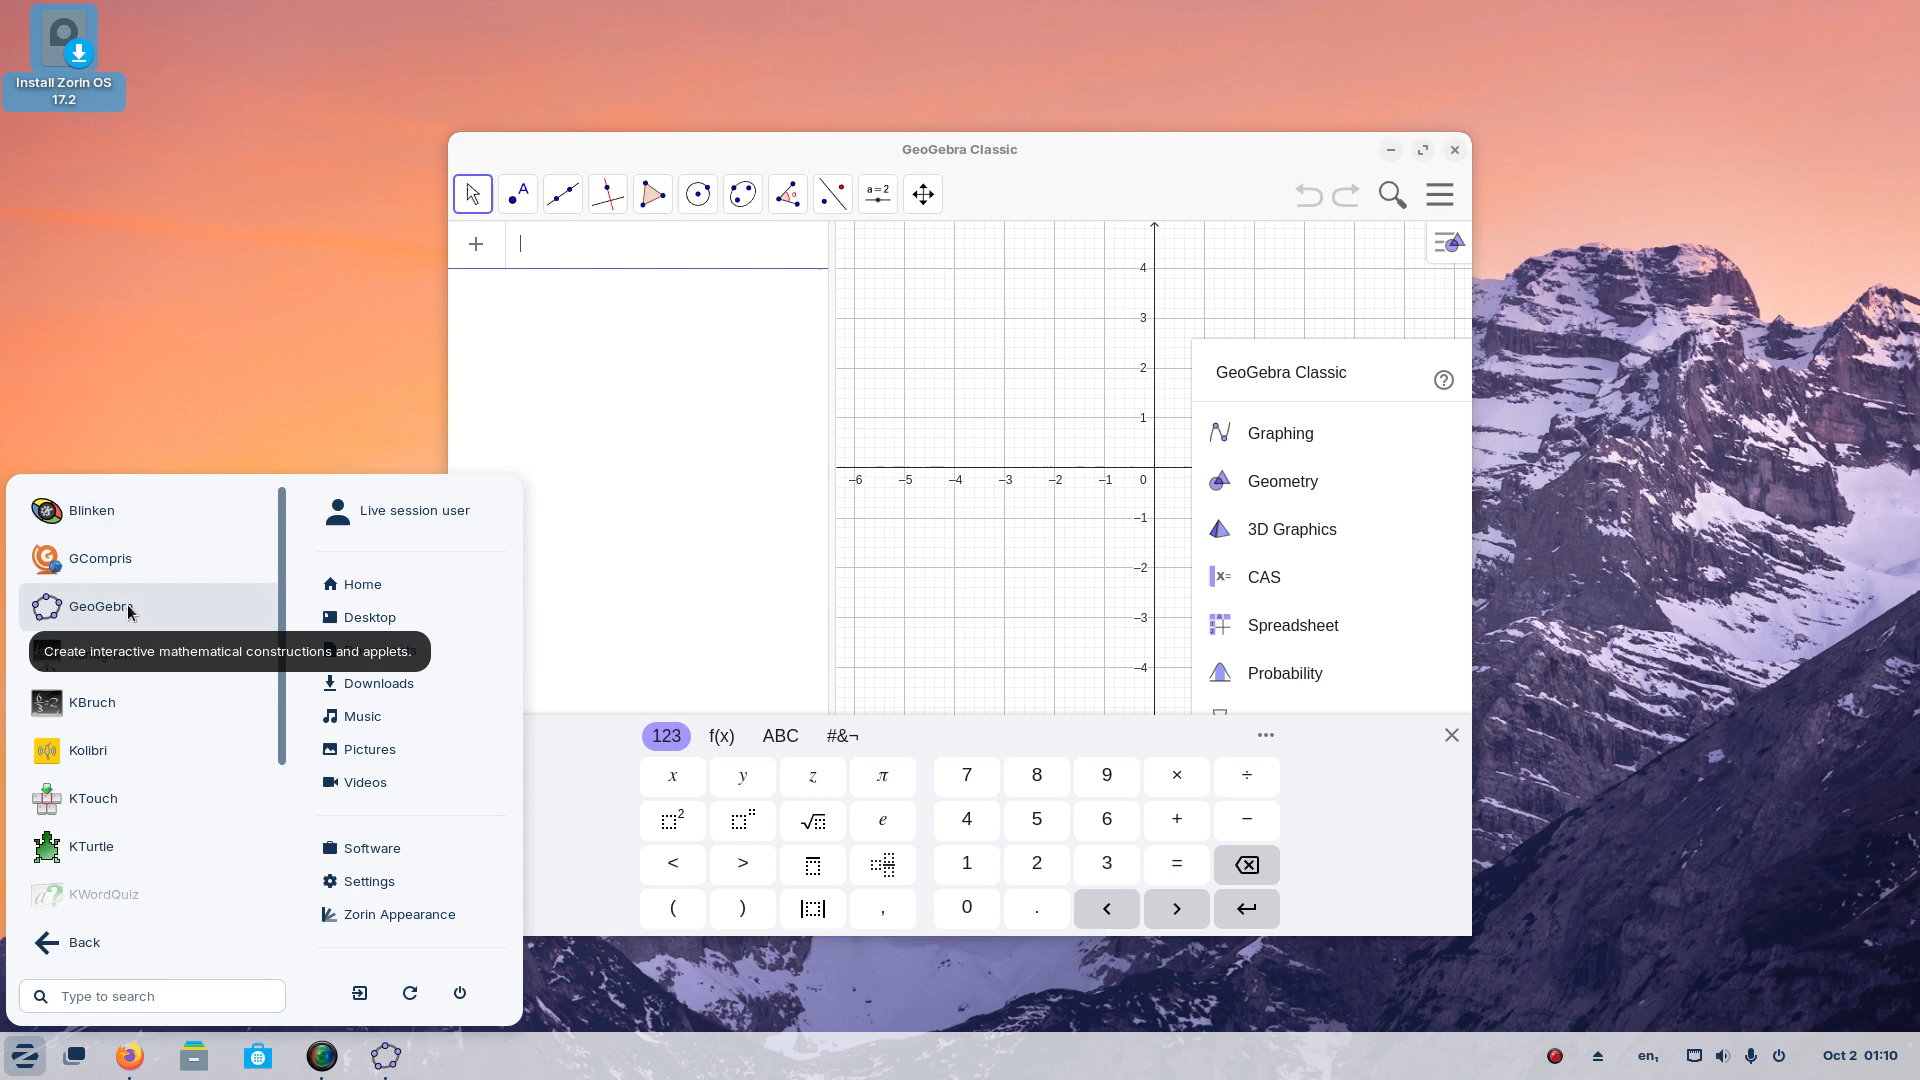 Install Zorin OS
17.2
GeoGebra Classic
A
a=2
4
3
2
1
–6 –5 –4 –3 –2 –1 0
–1
–2
–3
–4
GeoGebra Classic
Graphing
Geometry
3D Graphics
CAS
Spreadsheet
Probability
123 f(x) ABC #&¬
x y z π 7 8 9 × ÷
2 √ e 4 5 6 + −
< > 1 2 3 =
( ) , 0 . < >
Blinken
GCompris
GeoGebra
Create interactive mathematical constructions and applets.
KBruch
Kolibri
KTouch
KTurtle
KWordQuiz
Back
Type to search
Live session user
Home
Desktop
Downloads
Music
Pictures
Videos
Software
Settings
Zorin Appearance
en,
Oct 2 01:10